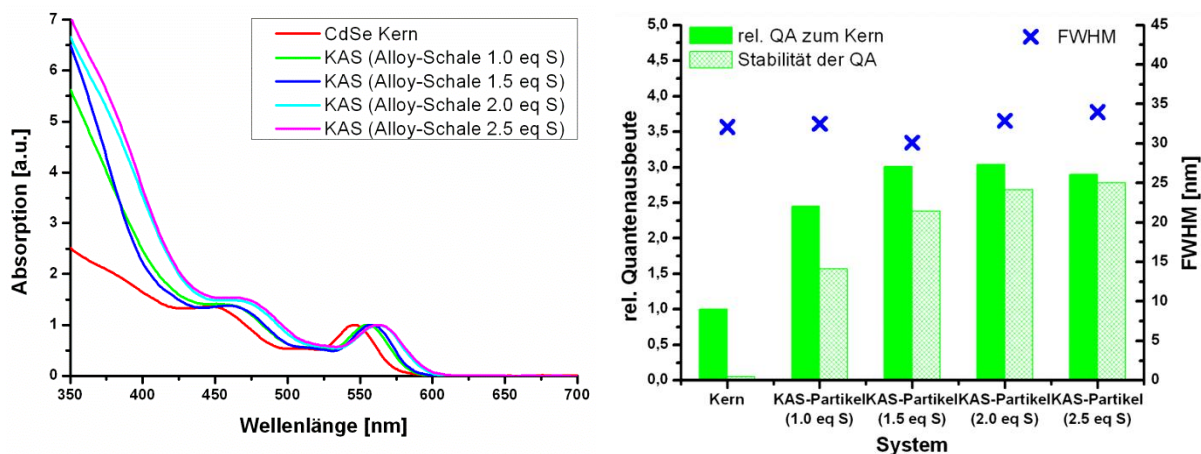 7
6
5
4
3
2
1
0
Absorption [a.u.]
350 400 450 500 550 600 650 700
Wellenlänge [nm]
CdSe Kern
KAS (Alloy-Schale 1.0 eq S)
KAS (Alloy-Schale 1.5 eq S)
KAS (Alloy-Schale 2.0 eq S)
KAS (Alloy-Schale 2.5 eq S)
5,0
4,5
4,0
3,5
3,0
2,5
2,0
1,5
1,0
0,5
0,0
rel. Quantenausbeute
rel. QA zum Kern
Stabilität der QA
FWHM
45
40
35
30
25
20
15
10
5
0
FWHM [nm]
Kern KAS-Partikel KAS-Partikel KAS-Partikel KAS-Partikel
(1.0 eq S) (1.5 eq S) (2.0 eq S) (2.5 eq S)
System